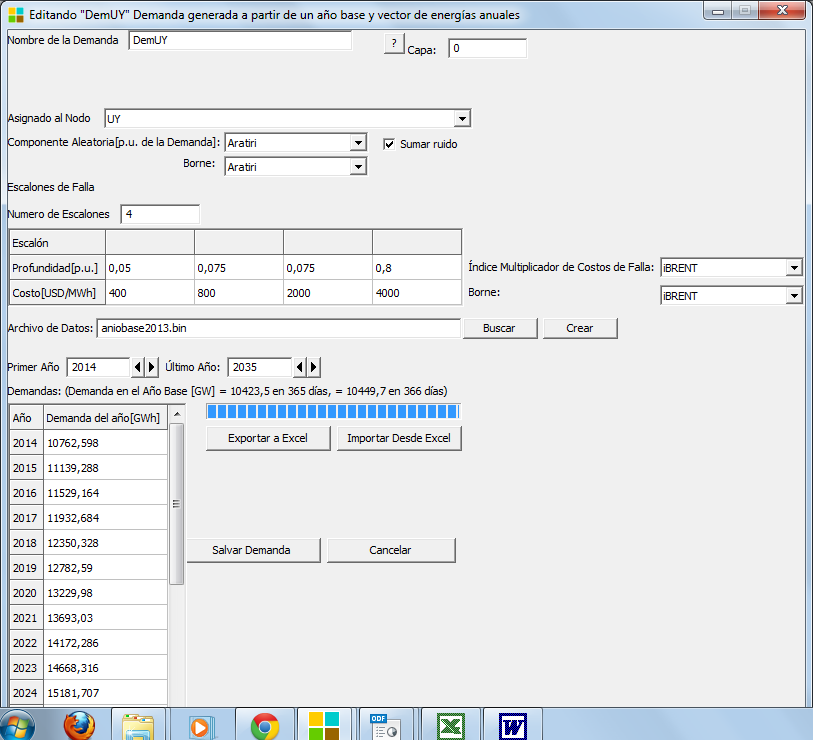 Editando "DemUY" Demanda generada a partir de un año base y vector de energías anuales
Nombre de la Demanda DemUY ? Capa: 0
Asignado al Nodo UY
Componente Aleatoria[p.u. de la Demanda]: Aratiri Sumar ruido
Borne: Aratiri
Escalones de Falla
Numero de Escalones 4
Escalón
Profundidad[p.u.] 0,05 0,075 0,075 0,8 Índice Multiplicador de Costos de Falla: iBRENT
Costo[USD/MWh] 400 800 2000 4000 Borne: iBRENT
Archivo de Datos: aniobase2013.bin Buscar Crear
Primer Año 2014 Último Año: 2035
Demandas: (Demanda en el Año Base [GW] = 10423,5 en 365 días, = 10449,7 en 366 días)
Año Demanda del año[GWh]
2014 10762,598 Exportar a Excel Importar Desde Excel
2015 11139,288
2016 11529,164
2017 11932,684
2018 12350,328 Salvar Demanda Cancelar
2019 12782,59
2020 13229,98
2021 13693,03
2022 14172,286
2023 14668,316
2024 15181,707
ODF
W